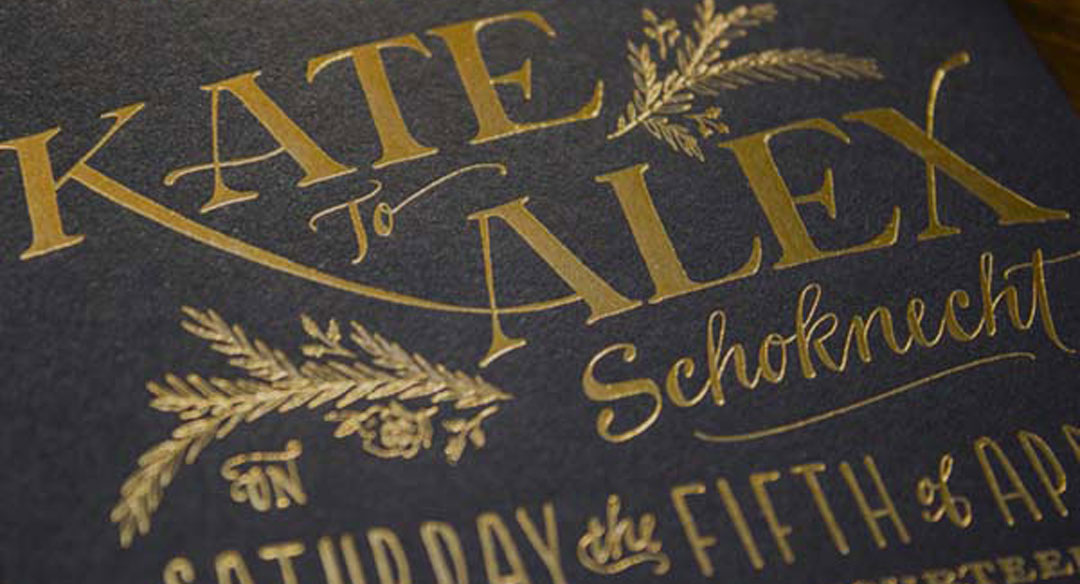 KATE
To
ALEX
Schoknecht
ON
SATURDAY the FIFTH of AP